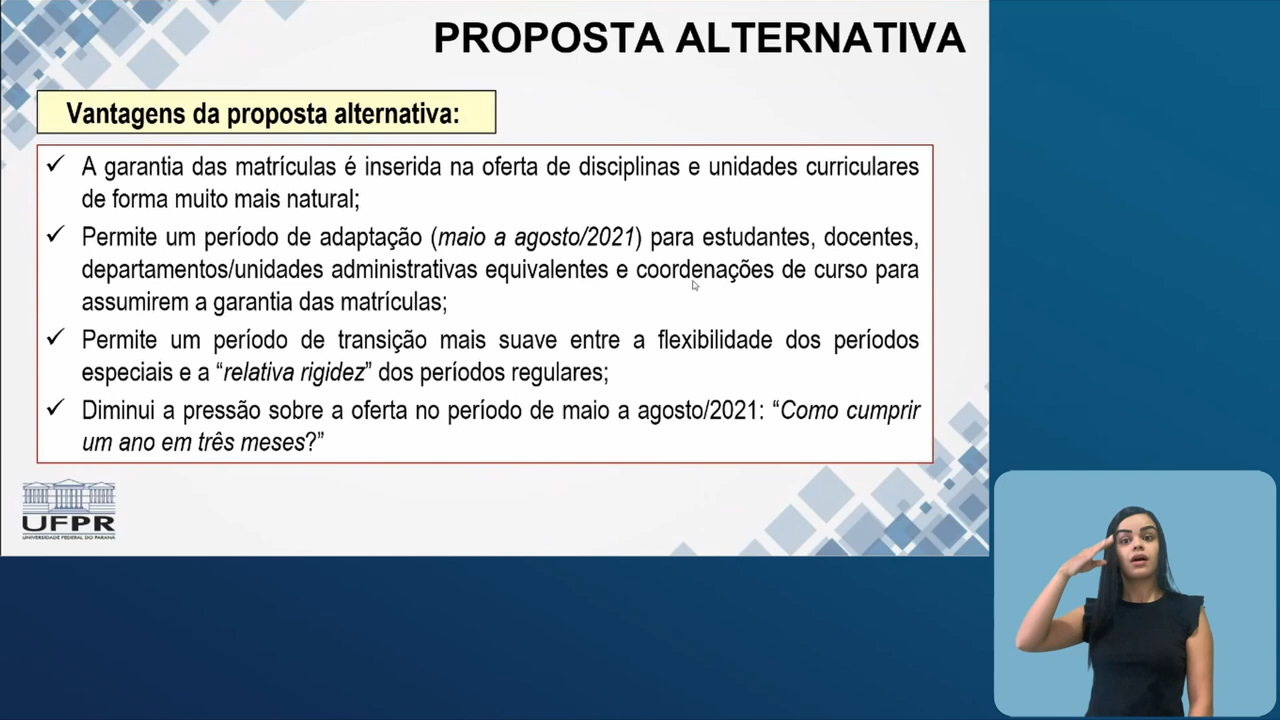 PROPOSTA ALTERNATIVA
Vantagens da proposta alternativa:
✓ A garantia das matrículas é inserida na oferta de disciplinas e unidades curriculares
de forma muito mais natural;
✓ Permite um período de adaptação (maio a agosto/2021) para estudantes, docentes,
departamentos/unidades administrativas equivalentes e coordenações de curso para
assumirem a garantia das matrículas;
✓ Permite um período de transição mais suave entre a flexibilidade dos períodos
especiais e a “relativa rigidez” dos períodos regulares;
✓ Diminui a pressão sobre a oferta no período de maio a agosto/2021: “Como cumprir
um ano em três meses?”
UFPR
UNIVERSIDADE FEDERAL DO PARANÁ